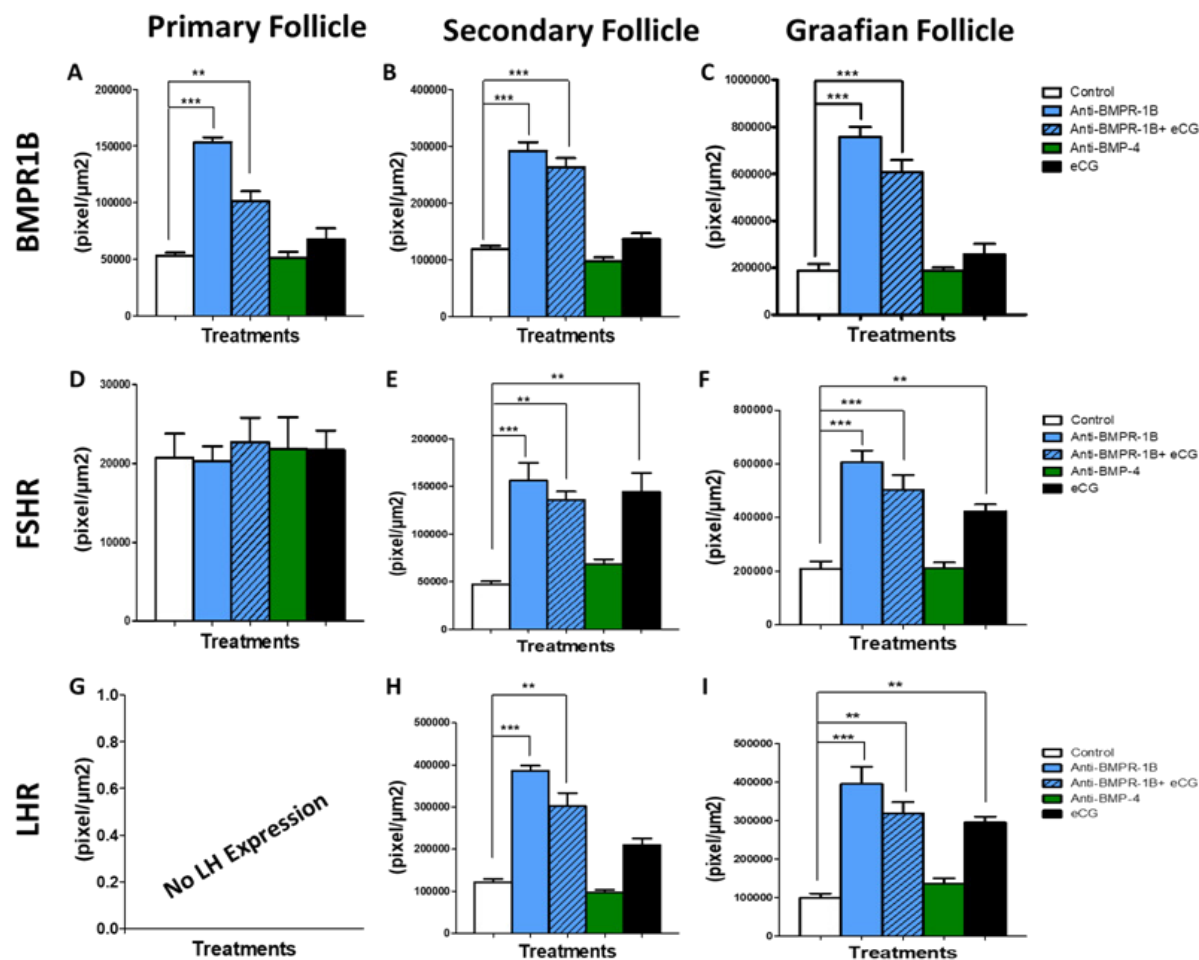 Primary Follicle
Secondary Follicle
Graafian Follicle
BMPR1B
A
**
***
200000
150000
100000
50000
0
(pixel/µm2)
Treatments
B
***
***
400000
300000
200000
100000
0
(pixel/µm2)
Treatments
C
***
***
1000000
800000
600000
400000
200000
0
(pixel/µm2)
Treatments
Control
Anti-BMPR-1B
Anti-BMPR-1B+ eCG
Anti-BMP-4
eCG
FSHR
D
30000
20000
10000
0
(pixel/µm2)
Treatments
E
**
**
***
200000
150000
100000
50000
0
(pixel/µm2)
Treatments
F
**
***
***
800000
600000
400000
200000
0
(pixel/µm2)
Treatments
Control
Anti-BMPR-1B
Anti-BMPR-1B+ eCG
Anti-BMP-4
eCG
LHR
G
1.0
0.8
0.6
0.4
0.2
0.0
(pixel/µm2)
No LH Expression
Treatments
H
**
***
500000
400000
300000
200000
100000
0
(pixel/µm2)
Treatments
I
**
**
***
500000
400000
300000
200000
100000
0
(pixel/µm2)
Treatments
Control
Anti-BMPR-1B
Anti-BMPR-1B+ eCG
Anti-BMP-4
eCG